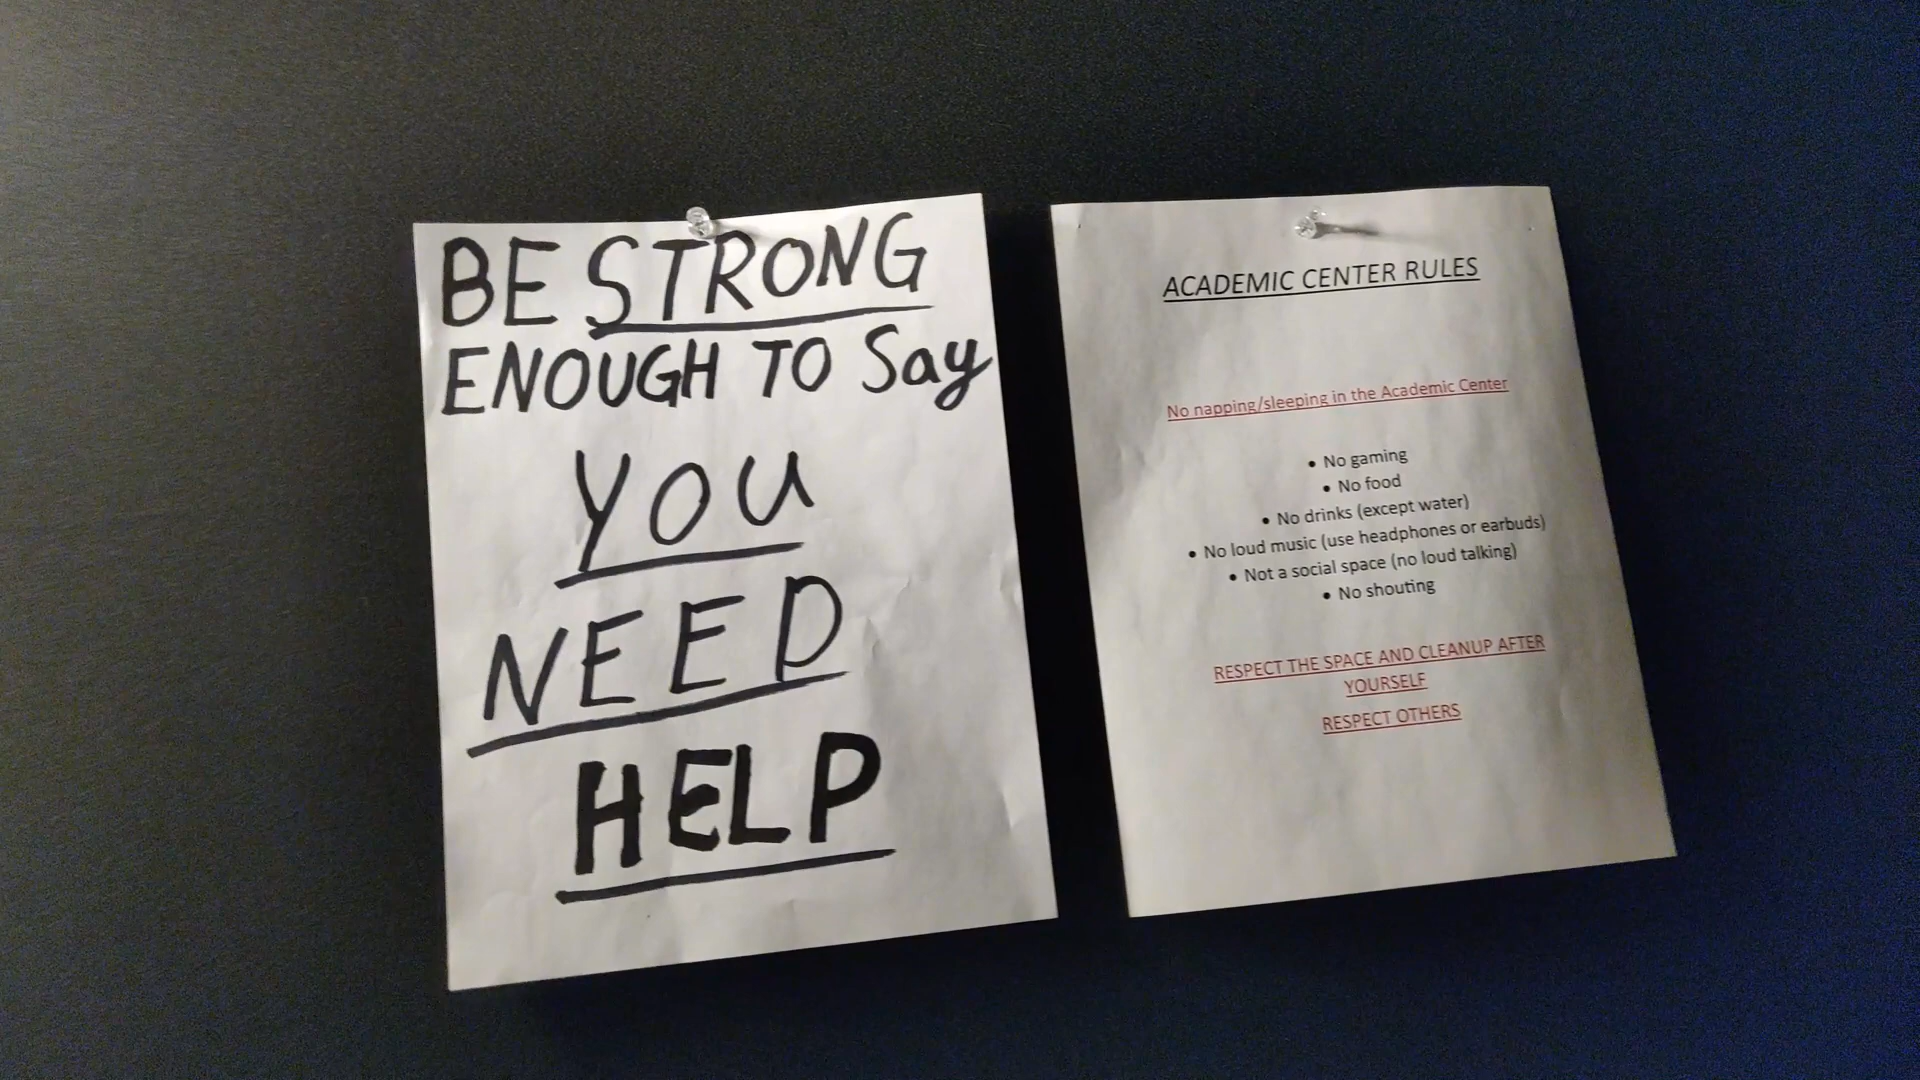 BE STRONG
ENOUGH TO Say
YOU
NEED
HELP
ACADEMIC CENTER RULES
No napping/sleeping in the Academic Center
• No gaming
• No food
• No drinks (except water)
• No loud music (use headphones or earbuds)
• Not a social space (no loud talking)
• No shouting
RESPECT THE SPACE AND CLEANUP AFTER
YOURSELF
RESPECT OTHERS